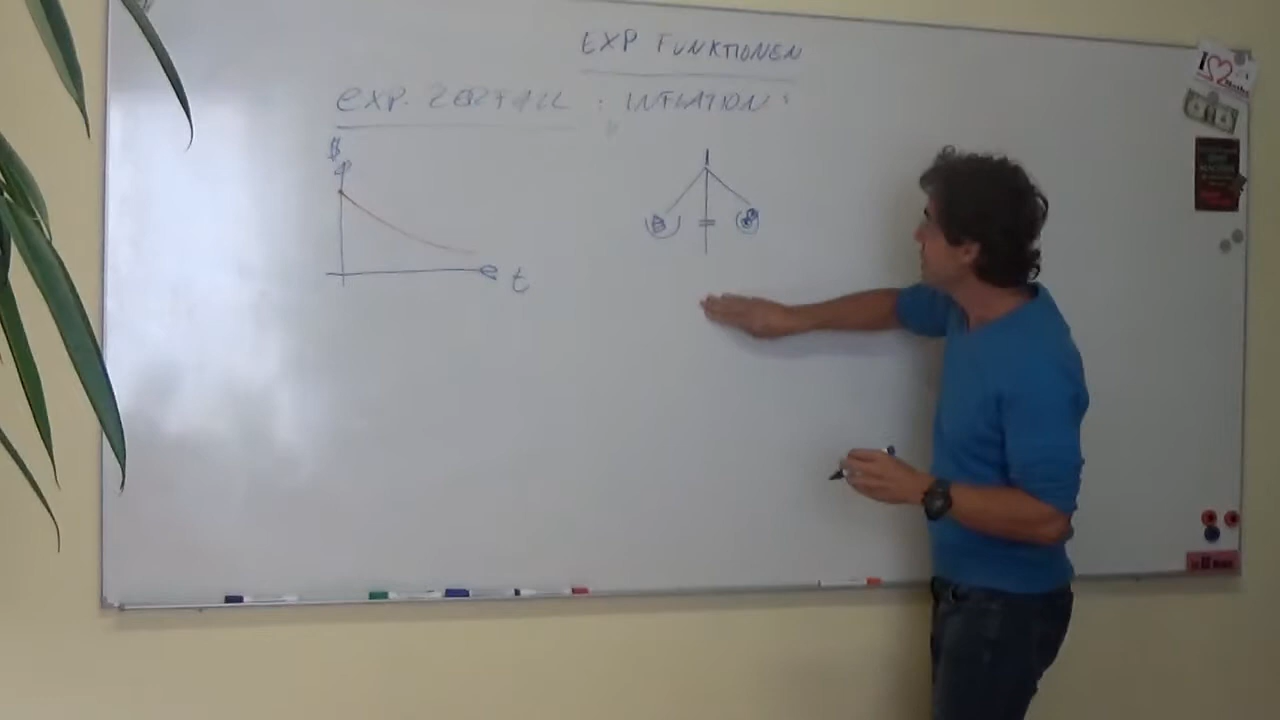 EXP FUNKTIONEN
EXP. ZERFALL : INFLATION :
$
t
=
I